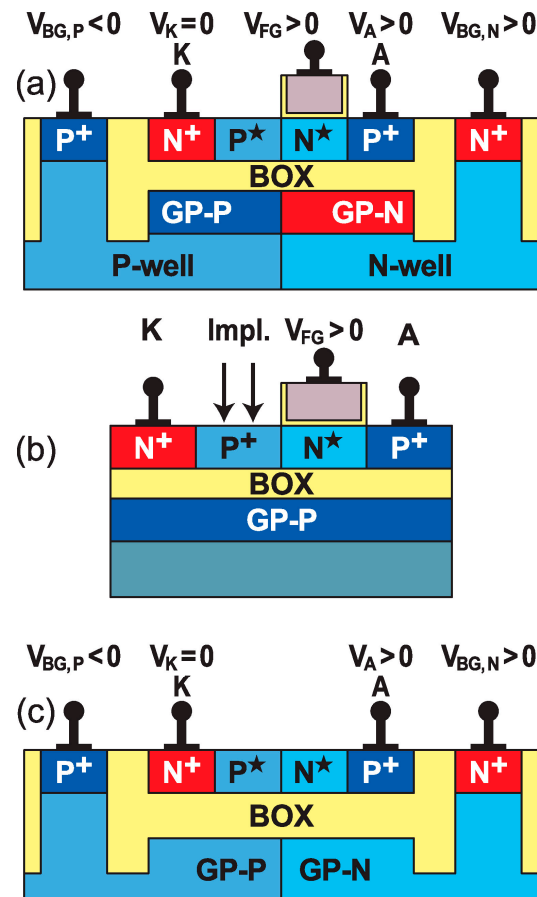 V_BG,P<0 V_K=0 V_FG>0 V_A>0 V_BG,N>0
K A
(a)
P+ N+ P★ N★ P+ N+
BOX
GP-P GP-N
P-well N-well
K Impl. V_FG>0 A
(b)
N+ P+ N★ P+
BOX
GP-P
V_BG,P<0 V_K=0 V_A>0 V_BG,N>0
K A
(c)
P+ N+ P★ N★ P+ N+
BOX
GP-P GP-N